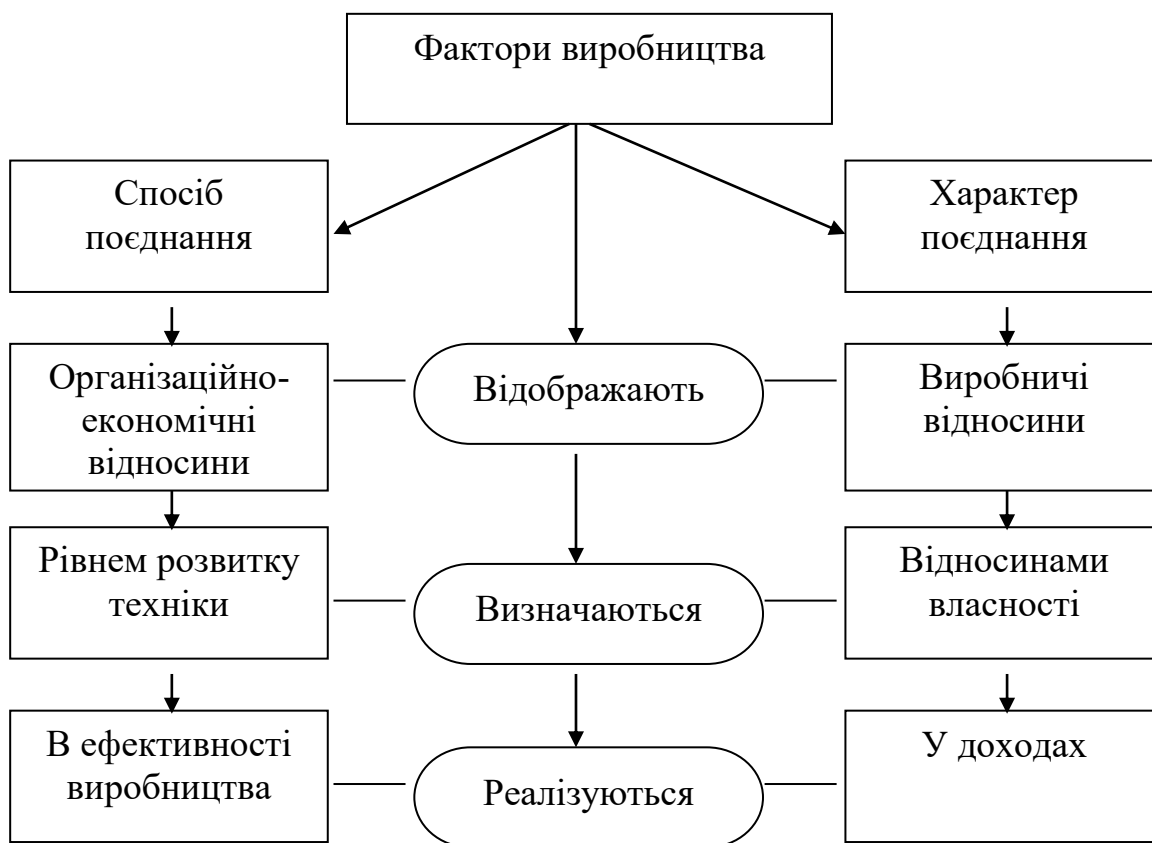 Фактори виробництва
Спосіб
поєднання
Характер
поєднання
Організаційно-
економічні
відносини
Відображають
Виробничі
відносини
Рівнем розвитку
техніки
Визначаються
Відносинами
власності
В ефективності
виробництва
Реалізуються
У доходах